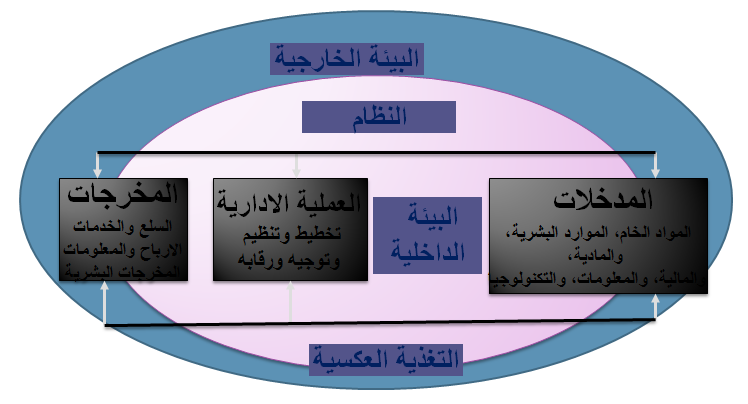 البيئة الخارجية
النظام
المدخلات
المواد الخام، الموارد البشرية،
والمادية،
والمالية، والمعلومات، والتكنولوجيا
البيئة
الداخلية
العملية الادارية
تخطيط وتنظيم
وتوجيه ورقابه
المخرجات
السلع والخدمات
الارباح والمعلومات
المخرجات البشرية
التغذية العكسية